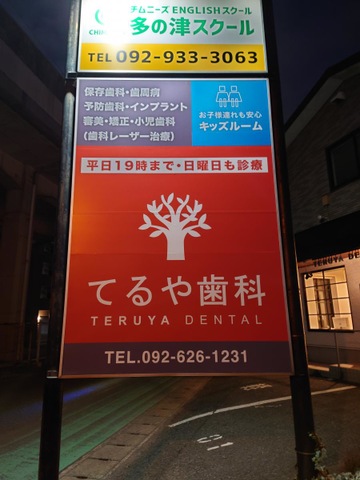 チムニーズ ENGLISHスクール
多の津スクール
TEL 092-933-3063
保存歯科・歯周病
予防歯科・インプラント
審美・矯正・小児歯科
(歯科レーザー治療)
お子様連れも安心
キッズルーム
平日19時まで・日曜日も診療
てるや歯科
TERUYA DENTAL
TEL.092-626-1231
TERUYA DE
51